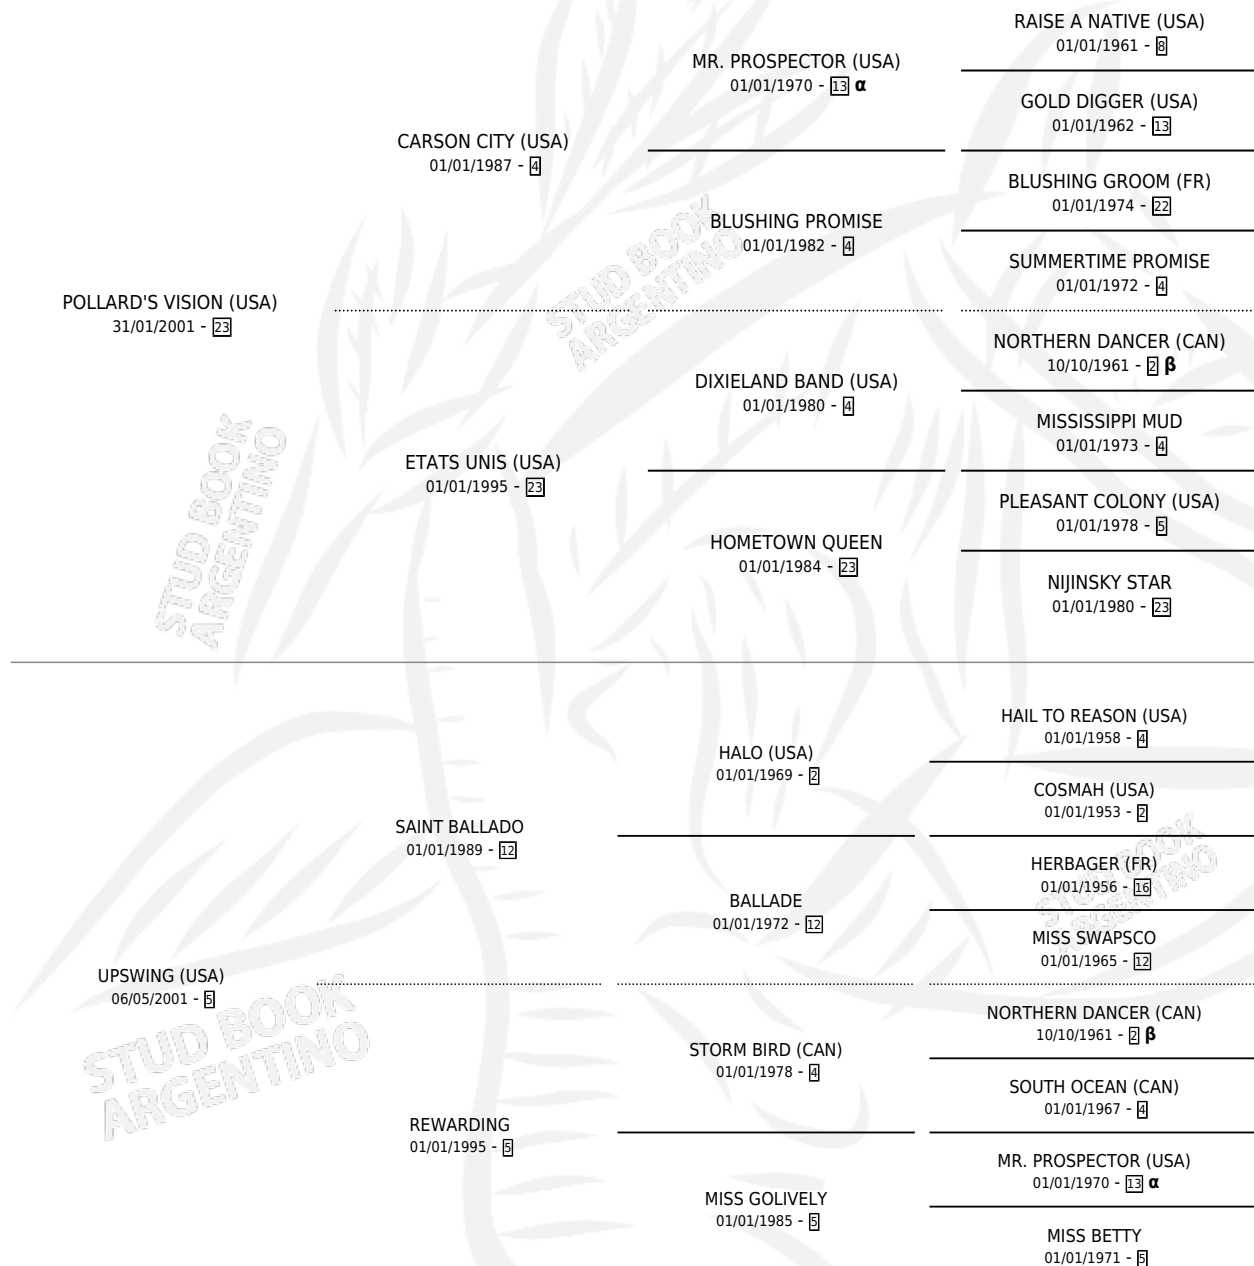 RAISE A NATIVE (USA)
01/01/1961 - 8
MR. PROSPECTOR (USA)
01/01/1970 - 13 α
GOLD DIGGER (USA)
01/01/1962 - 13
CARSON CITY (USA)
01/01/1987 - 4
BLUSHING GROOM (FR)
01/01/1974 - 22
BLUSHING PROMISE
01/01/1982 - 4
SUMMERTIME PROMISE
01/01/1972 - 4
POLLARD'S VISION (USA)
31/01/2001 - 23
NORTHERN DANCER (CAN)
10/10/1961 - 2 β
DIXIELAND BAND (USA)
01/01/1980 - 4
MISSISSIPPI MUD
01/01/1973 - 4
ETATS UNIS (USA)
01/01/1995 - 23
PLEASANT COLONY (USA)
01/01/1978 - 5
HOMETOWN QUEEN
01/01/1984 - 23
NIJINSKY STAR
01/01/1980 - 23
HAIL TO REASON (USA)
01/01/1958 - 4
HALO (USA)
01/01/1969 - 2
COSMAH (USA)
01/01/1953 - 2
SAINT BALLADO
01/01/1989 - 12
HERBAGER (FR)
01/01/1956 - 16
BALLADE
01/01/1972 - 12
MISS SWAPSCO
01/01/1965 - 12
UPSWING (USA)
06/05/2001 - 5
NORTHERN DANCER (CAN)
10/10/1961 - 2 β
STORM BIRD (CAN)
01/01/1978 - 4
SOUTH OCEAN (CAN)
01/01/1967 - 4
REWARDING
01/01/1995 - 5
MR. PROSPECTOR (USA)
01/01/1970 - 13 α
MISS GOLIVELY
01/01/1985 - 5
MISS BETTY
01/01/1971 - 5
STUD BOOK
ARGENTINO
STUD BOOK
ARGENTINO
STUD BOOK
ARGENTINO
STUD BOOK
ARGENTINO